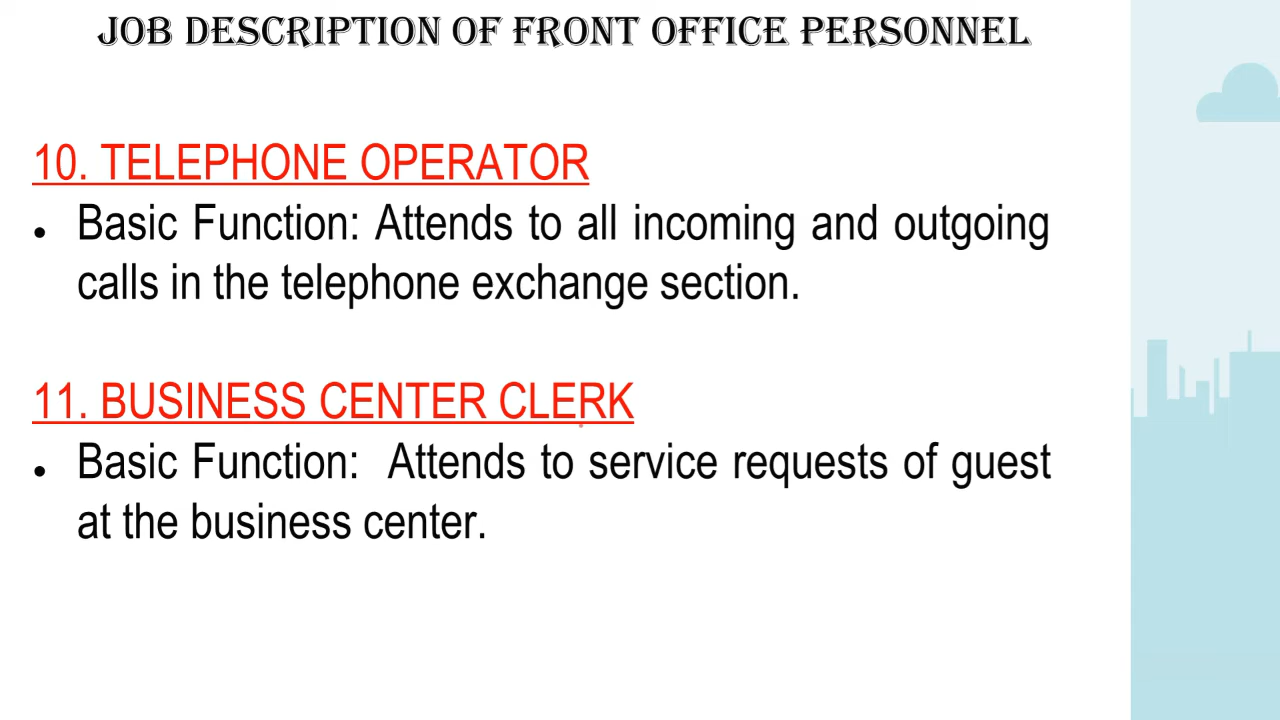 JOB DESCRIPTION OF FRONT OFFICE PERSONNEL
10. TELEPHONE OPERATOR
• Basic Function: Attends to all incoming and outgoing
calls in the telephone exchange section.
11. BUSINESS CENTER CLERK
• Basic Function: Attends to service requests of guest
at the business center.